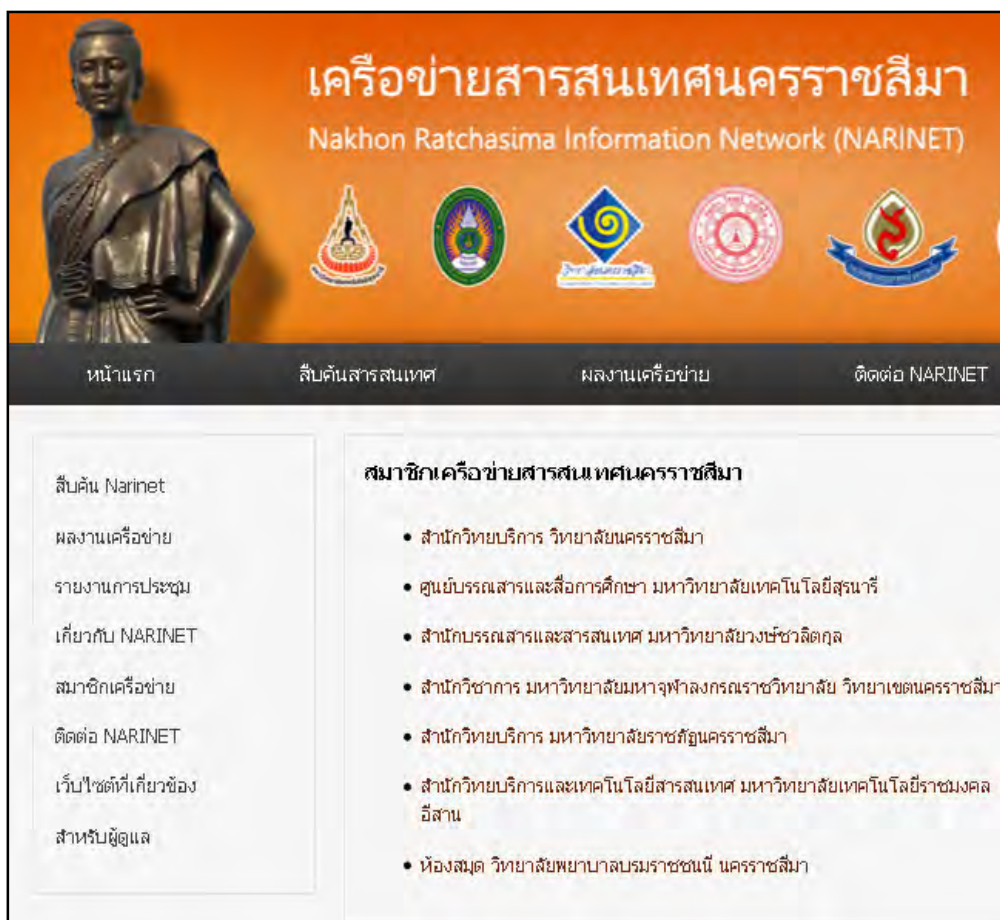 เครือข่ายสารสนเทศนครราชสีมา
Nakhon Ratchasima Information Network (NARINET)
หน้าแรก สืบค้นสารสนเทศ ผลงานเครือข่าย ติดต่อ NARINET
สืบค้น Narinet
ผลงานเครือข่าย
รายงานการประชุม
เกี่ยวกับ NARINET
สมาชิกเครือข่าย
ติดต่อ NARINET
เว็บไซต์ที่เกี่ยวข้อง
สำหรับผู้ดูแล
สมาชิกเครือข่ายสารสนเทศนครราชสีมา
• สำนักวิทยบริการ วิทยาลัยนครราชสีมา
• ศูนย์บรรณสารและสื่อการศึกษา มหาวิทยาลัยเทคโนโลยีสุรนารี
• สำนักบรรณสารและสารสนเทศ มหาวิทยาลัยวงษ์ชวลิตกุล
• สำนักวิชาการ มหาวิทยาลัยมหาจุฬาลงกรณราชวิทยาลัย วิทยาเขตนครราชสีมา
• สำนักวิทยบริการ มหาวิทยาลัยราชภัฏนครราชสีมา
• สำนักวิทยบริการและเทคโนโลยีสารสนเทศ มหาวิทยาลัยเทคโนโลยีราชมงคล
อีสาน
• ห้องสมุด วิทยาลัยพยาบาลบรมราชชนนี นครราชสีมา